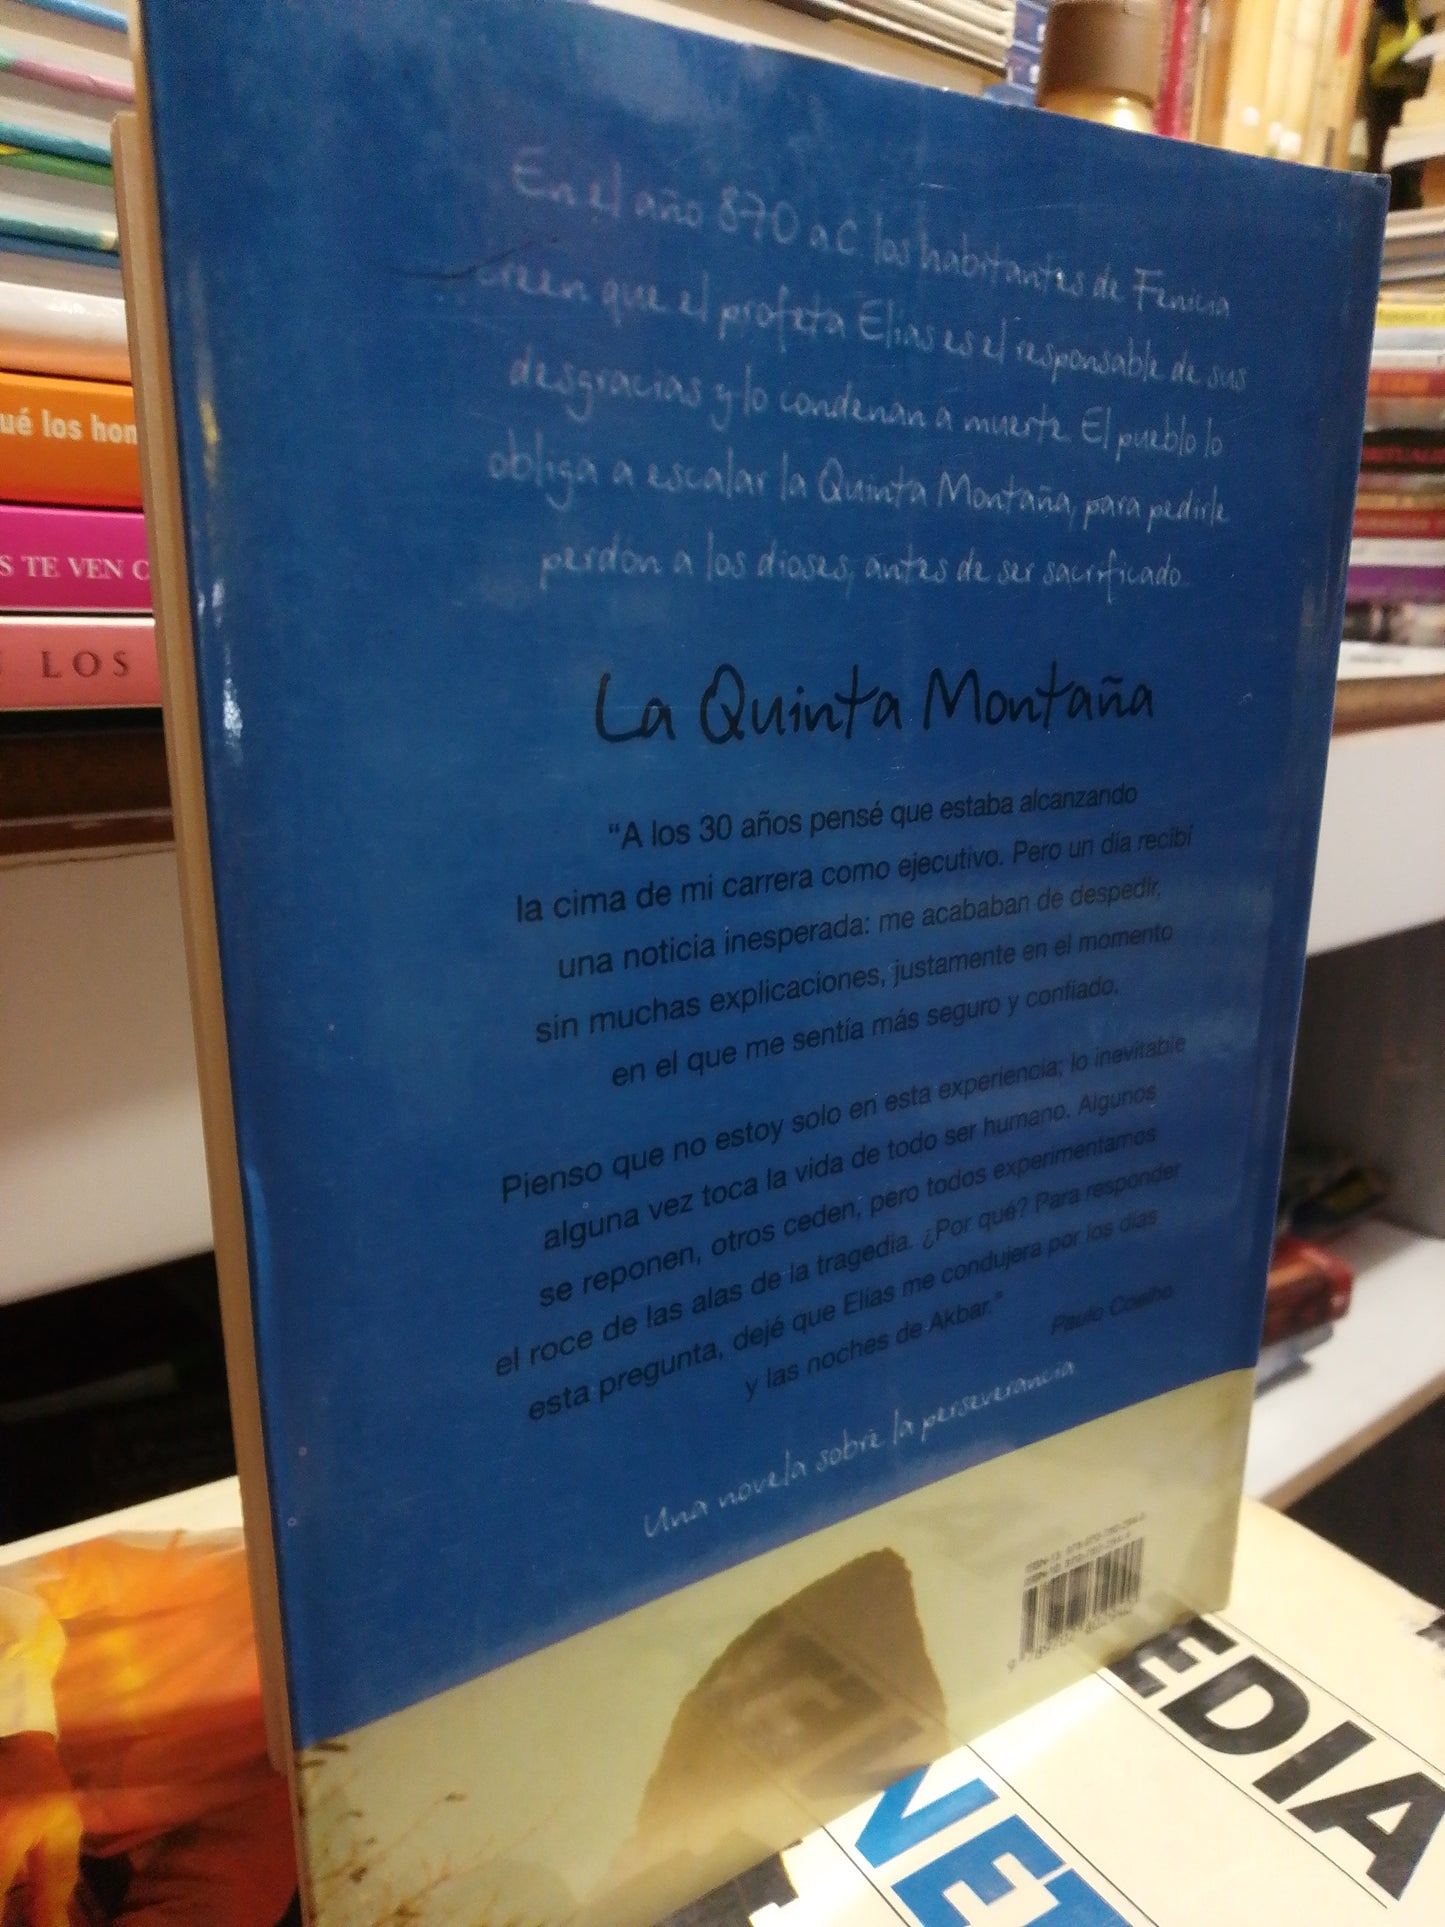 En el año 870 a.C. los habitantes de Fenicia
creen que el profeta Elías es el responsable de sus
desgracias y lo condenan a muerte. El pueblo lo
obliga a escalar la Quinta Montaña, para pedirle
perdón a los dioses, antes de ser sacrificado.
La Quinta Montaña
“A los 30 años pensé que estaba alcanzando
la cima de mi carrera como ejecutivo. Pero un día recibí
una noticia inesperada: me acababan de despedir,
sin muchas explicaciones, justamente en el momento
en el que me sentía más seguro y confiado.
Pienso que no estoy solo en esta experiencia; lo inevitable
alguna vez toca la vida de todo ser humano. Algunos
se reponen, otros ceden, pero todos experimentamos
el roce de las alas de la tragedia. ¿Por qué? Para responder
esta pregunta, dejé que Elías me condujera por los días
y las noches de Akbar.”
Paulo Coelho
Una novela sobre la perseverancia
ué los hon
S TE VEN C
LOS
EDIA